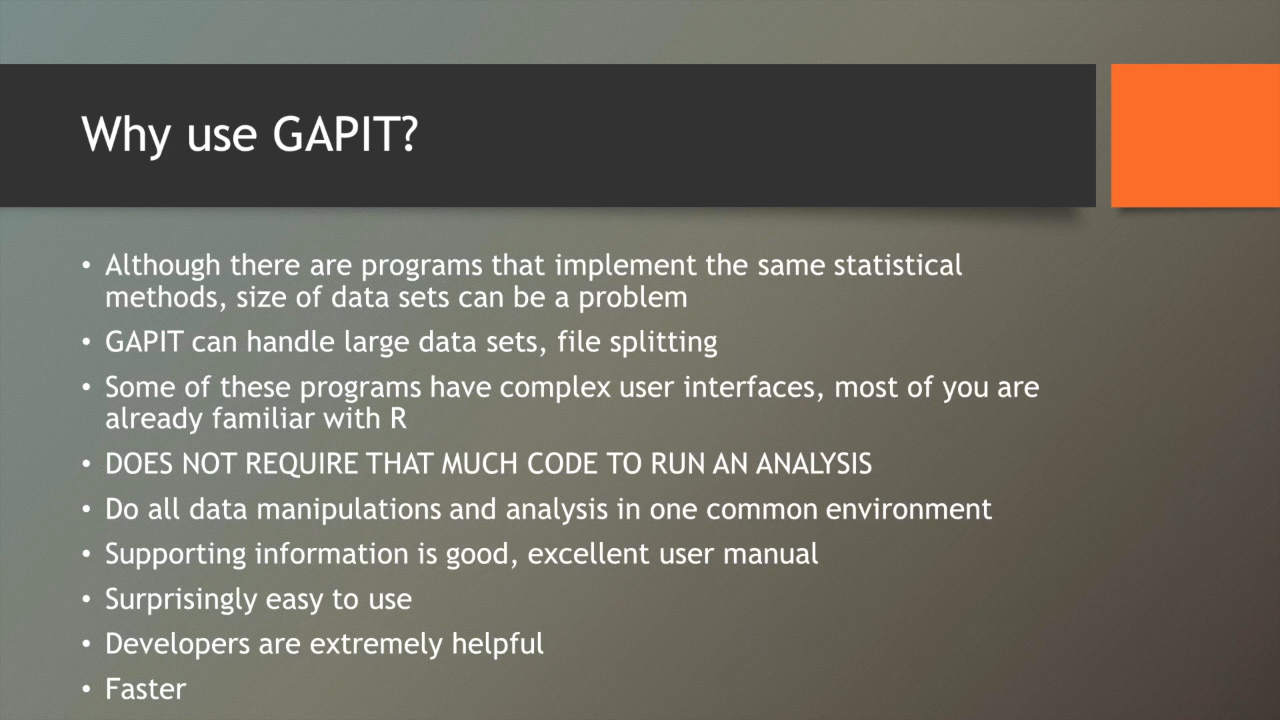 Why use GAPIT?
• Although there are programs that implement the same statistical
methods, size of data sets can be a problem
• GAPIT can handle large data sets, file splitting
• Some of these programs have complex user interfaces, most of you are
already familiar with R
• DOES NOT REQUIRE THAT MUCH CODE TO RUN AN ANALYSIS
• Do all data manipulations and analysis in one common environment
• Supporting information is good, excellent user manual
• Surprisingly easy to use
• Developers are extremely helpful
• Faster